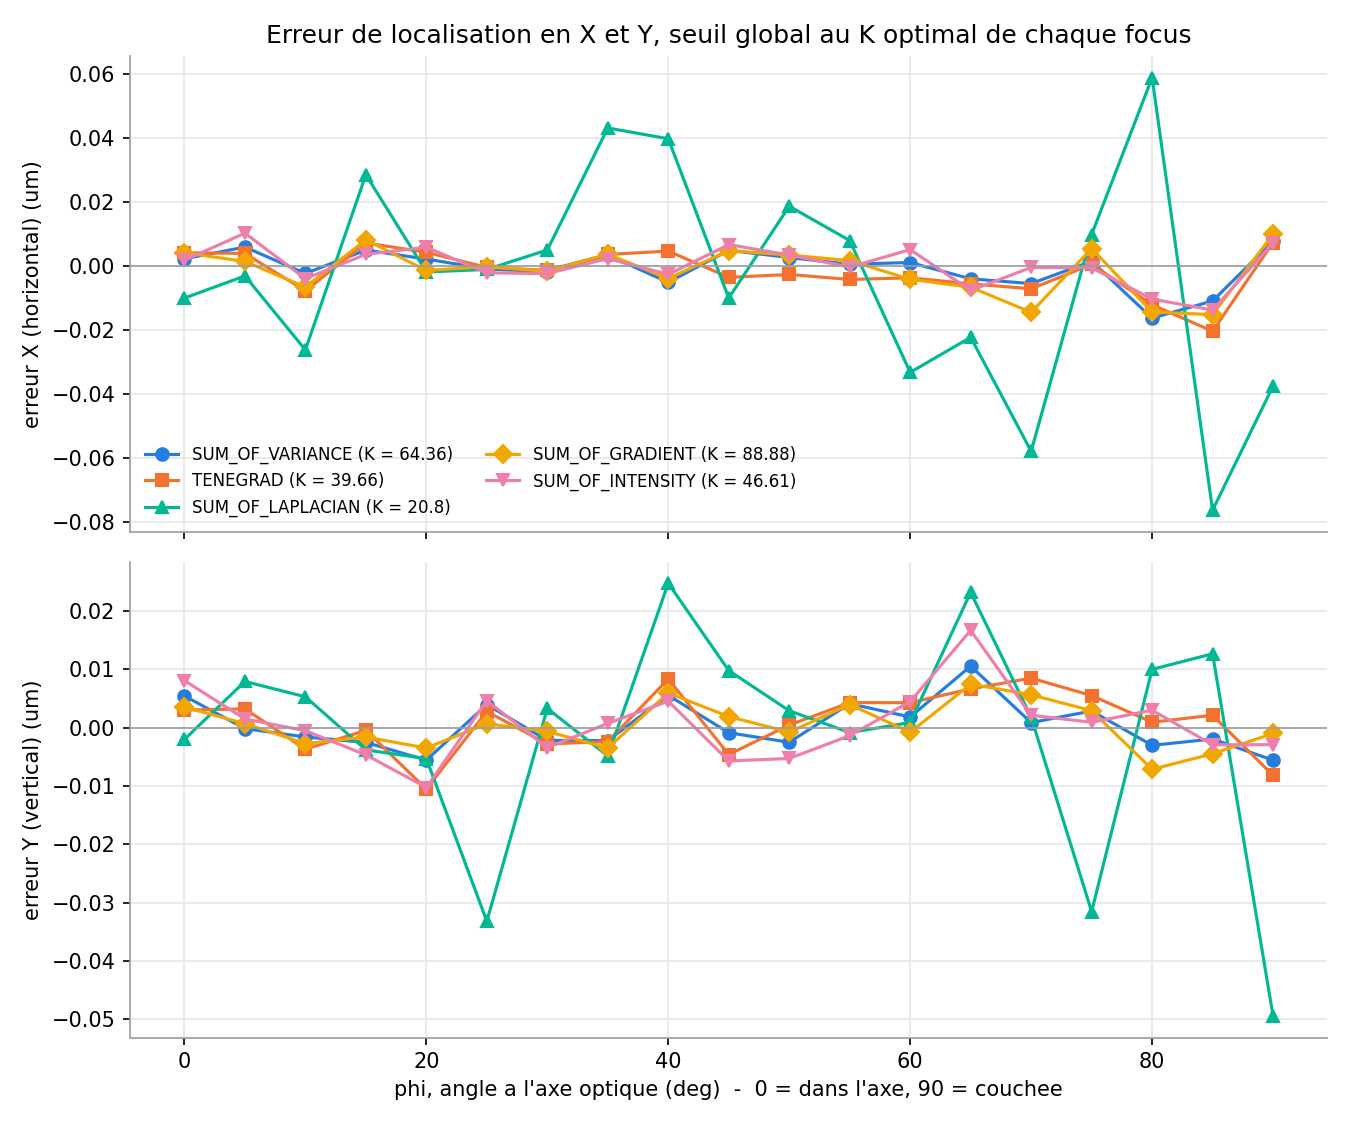 Erreur de localisation en X et Y, seuil global au K optimal de chaque focus
0.06
0.04
0.02
0.00
−0.02
−0.04
−0.06
−0.08
erreur X (horizontal) (um)
SUM_OF_VARIANCE (K = 64.36)
TENEGRAD (K = 39.66)
SUM_OF_LAPLACIAN (K = 20.8)
SUM_OF_GRADIENT (K = 88.88)
SUM_OF_INTENSITY (K = 46.61)
0.02
0.01
0.00
−0.01
−0.02
−0.03
−0.04
−0.05
erreur Y (vertical) (um)
0 20 40 60 80
phi, angle a l'axe optique (deg)  -  0 = dans l'axe, 90 = couchee